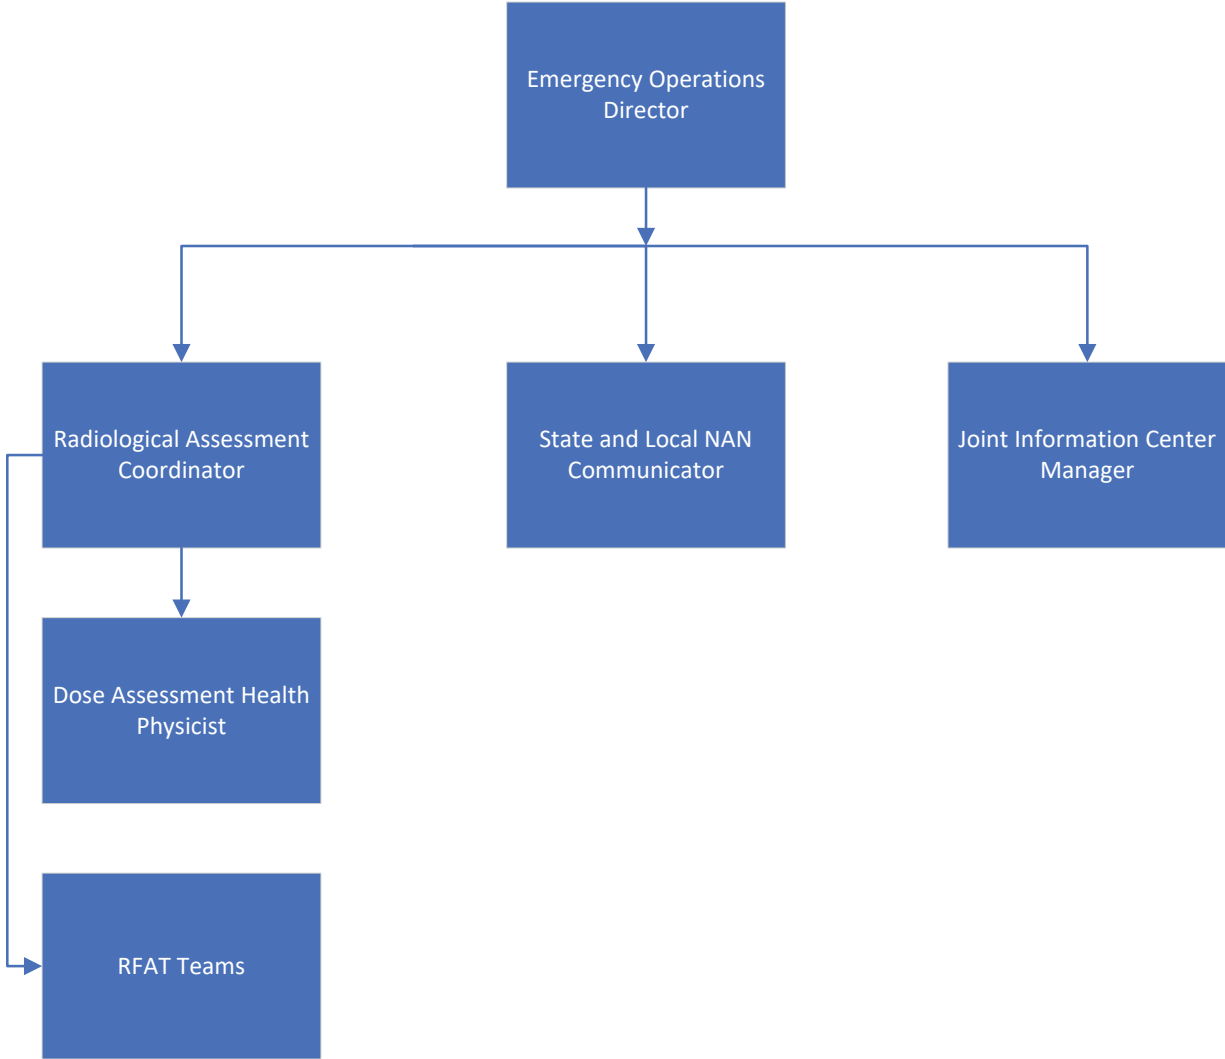 Emergency Operations
Director
Radiological Assessment
Coordinator
State and Local NAN
Communicator
Joint Information Center
Manager
Dose Assessment Health
Physicist
RFAT Teams